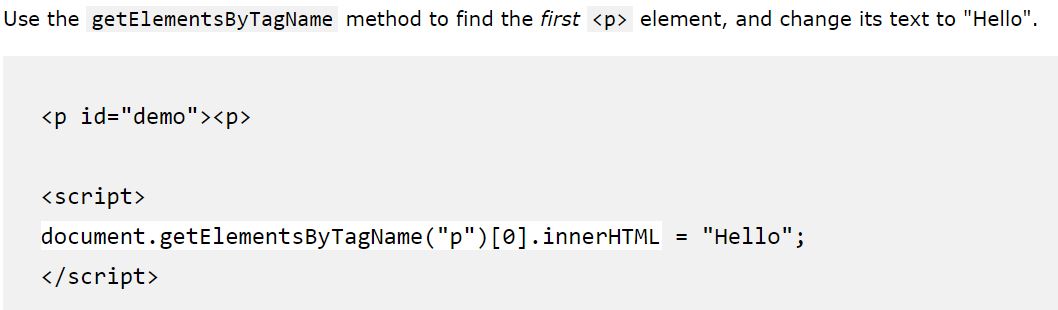 Use the getElementsByTagName method to find the first <p> element, and change its text to "Hello".
<p id="demo"><p>
<script>
document.getElementsByTagName("p")[0].innerHTML = "Hello";
</script>